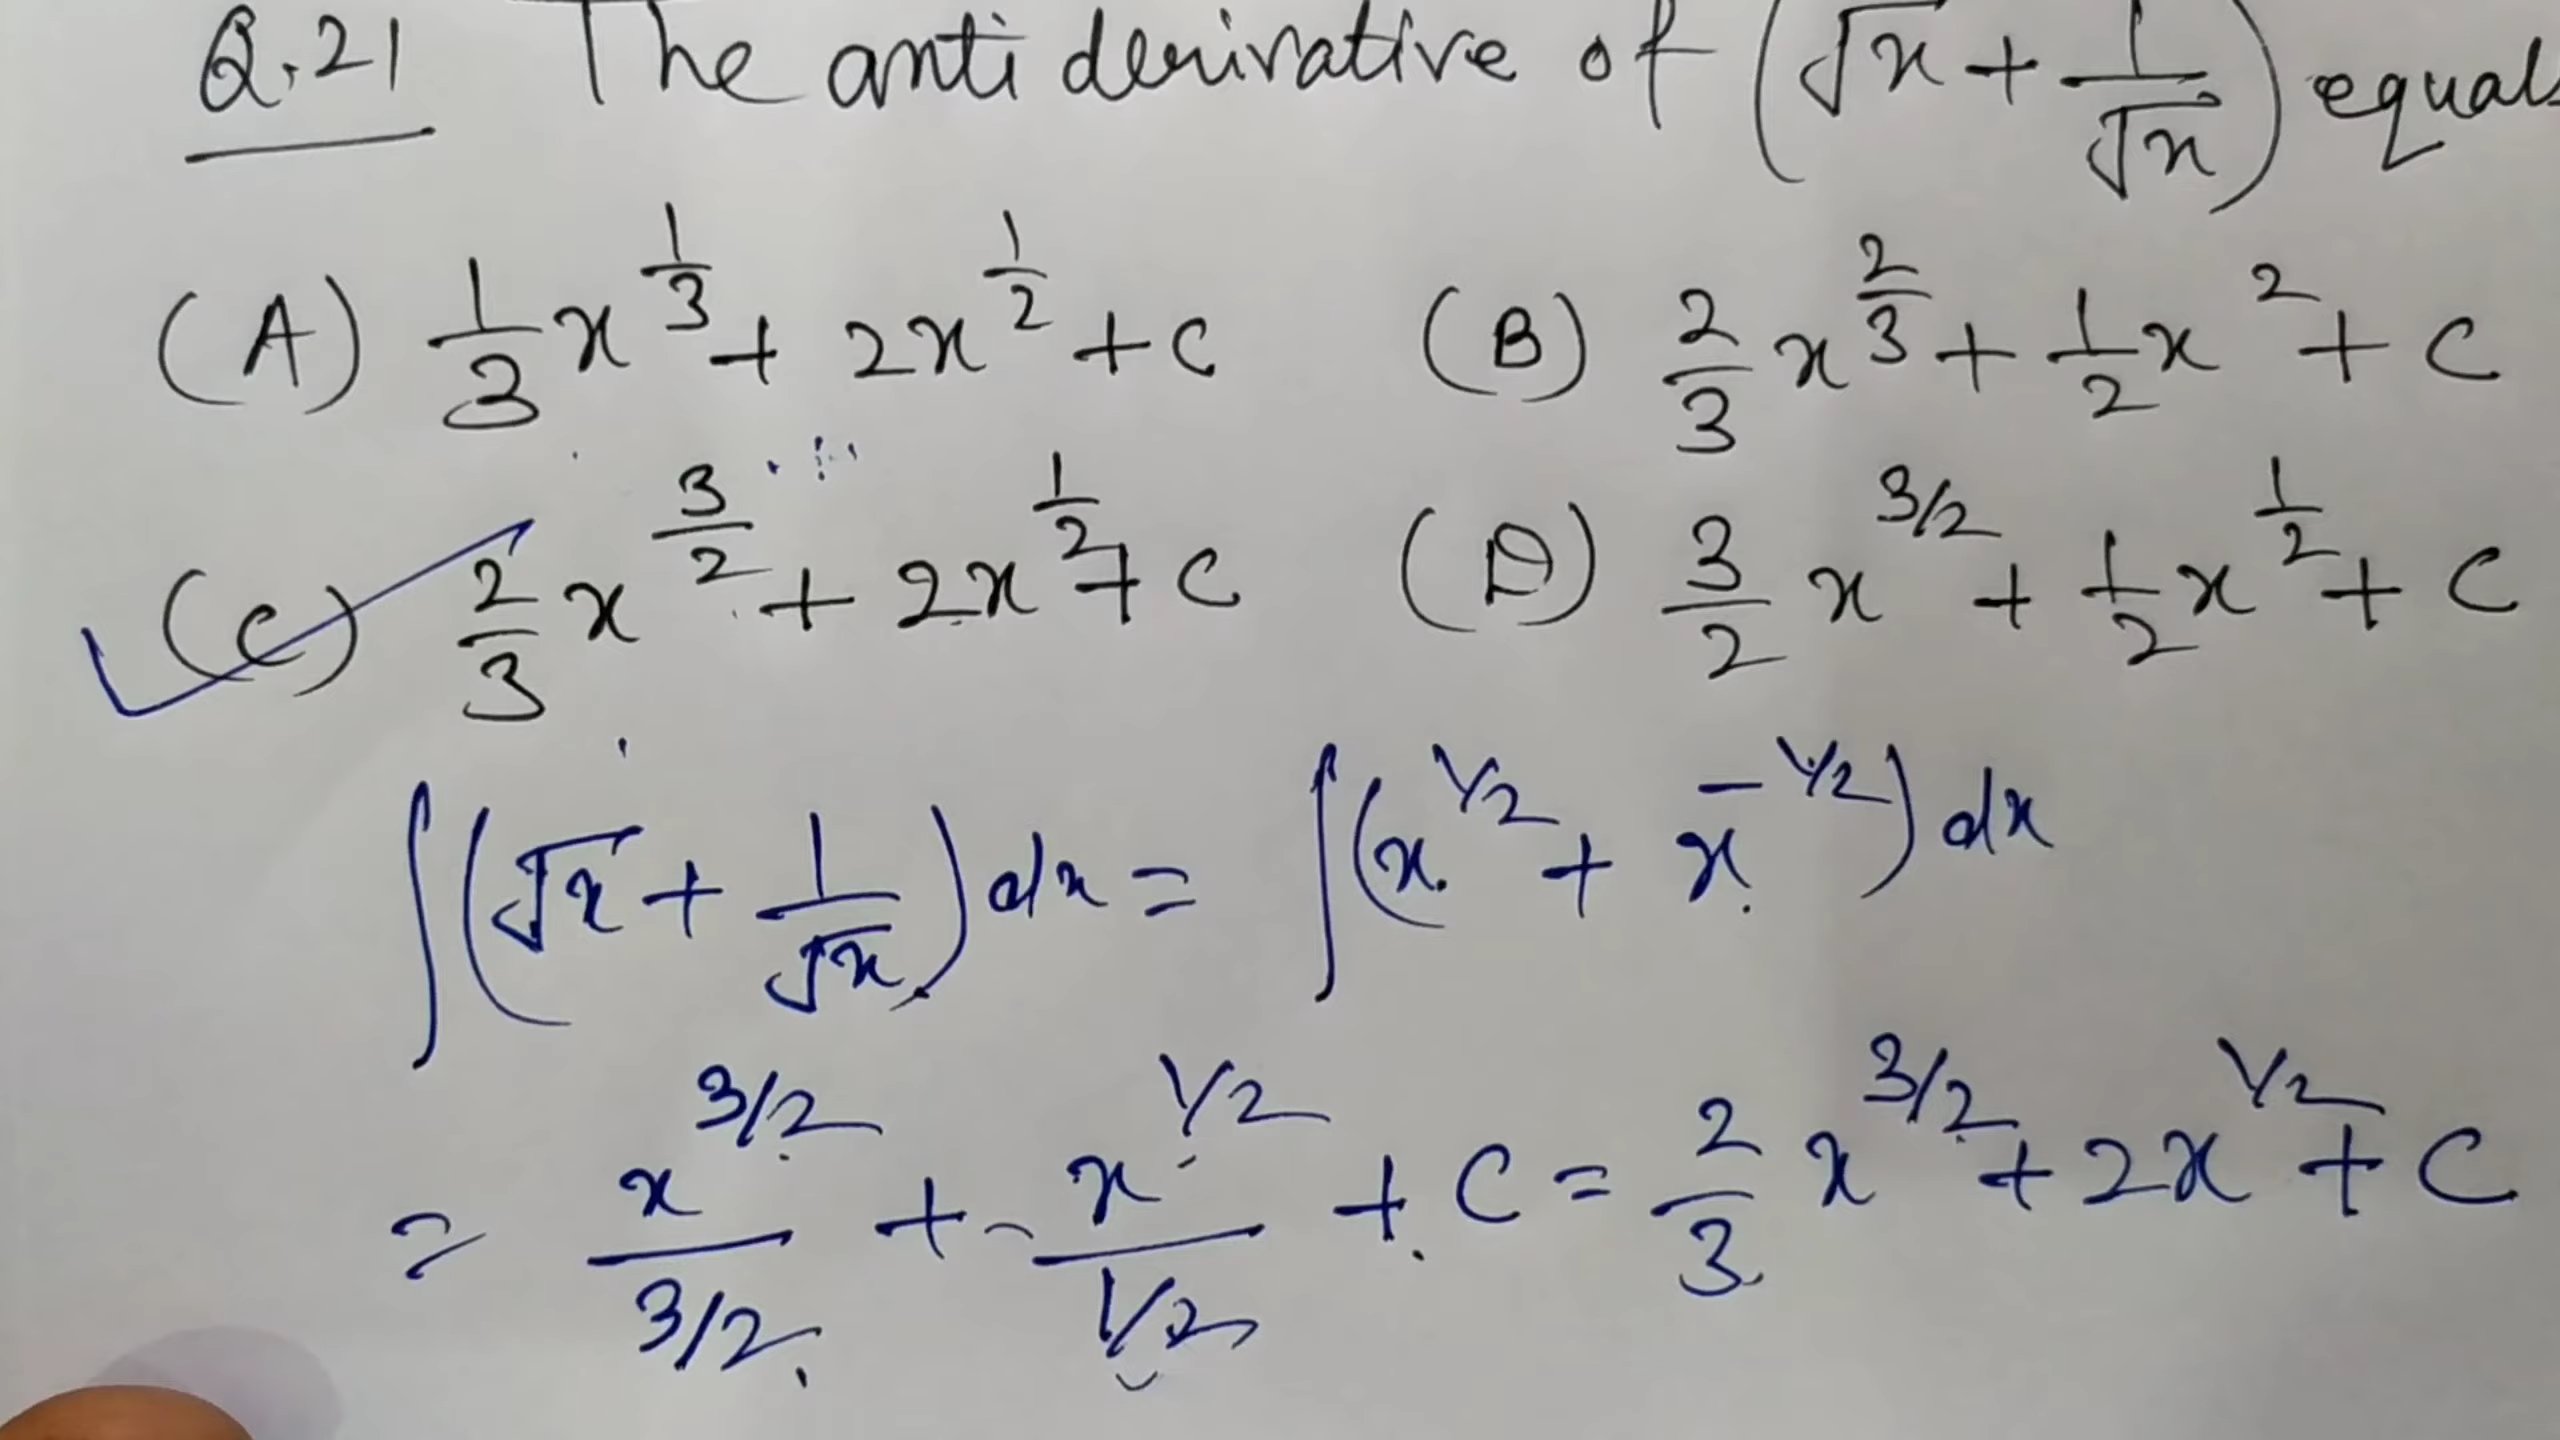 Q.21 The anti derivative of (√x + 1/√x) equals
(A) 1/3 x^(1/3) + 2x^(1/2) + C (B) 2/3 x^(2/3) + 1/2 x^2 + C
(C) 2/3 x^(3/2) + 2x^(1/2) + C (D) 3/2 x^(3/2) + 1/2 x^(1/2) + C
∫(√x + 1/√x) dx = ∫(x^(1/2) + x^(-1/2)) dx
= x^(3/2)/(3/2) + x^(1/2)/(1/2) + C = 2/3 x^(3/2) + 2x^(1/2) + C